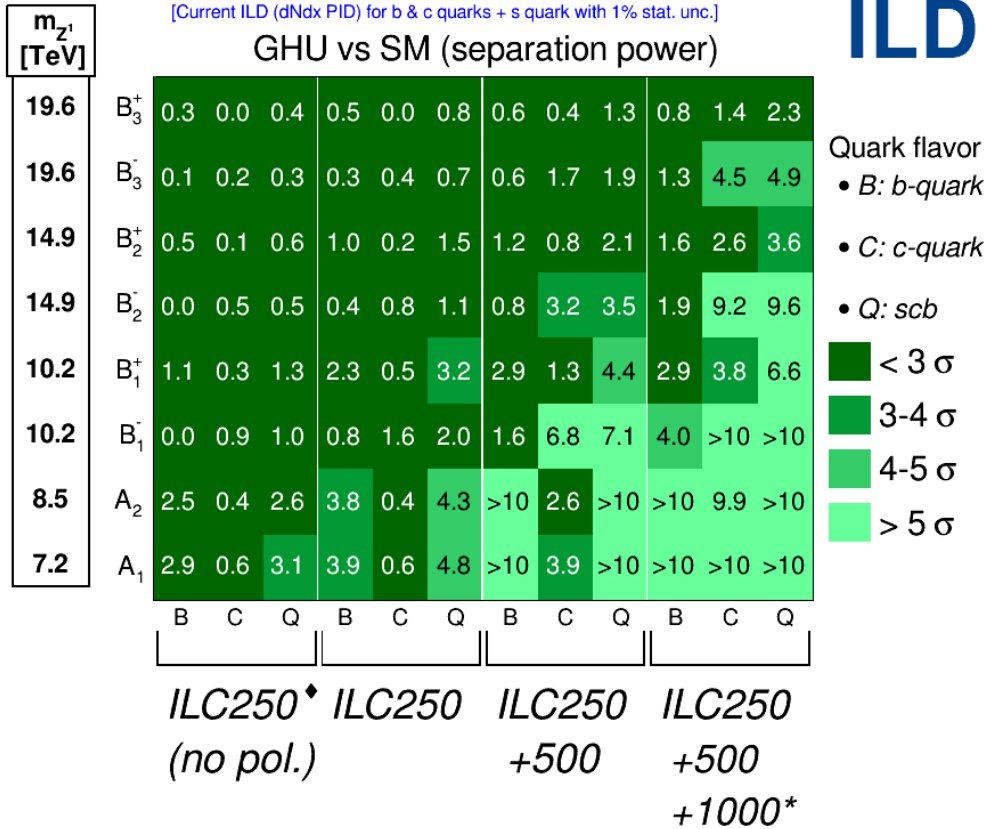 [Current ILD (dNdx PID) for b & c quarks + s quark with 1% stat. unc.]
ILD
m_Z' [TeV]
GHU vs SM (separation power)
19.6 B₃⁺ 0.3 0.0 0.4 0.5 0.0 0.8 0.6 0.4 1.3 0.8 1.4 2.3
19.6 B₃⁻ 0.1 0.2 0.3 0.3 0.4 0.7 0.6 1.7 1.9 1.3 4.5 4.9
14.9 B₂⁺ 0.5 0.1 0.6 1.0 0.2 1.5 1.2 0.8 2.1 1.6 2.6 3.6
14.9 B₂⁻ 0.0 0.5 0.5 0.4 0.8 1.1 0.8 3.2 3.5 1.9 9.2 9.6
10.2 B₁⁺ 1.1 0.3 1.3 2.3 0.5 3.2 2.9 1.3 4.4 2.9 3.8 6.6
10.2 B₁⁻ 0.0 0.9 1.0 0.8 1.6 2.0 1.6 6.8 7.1 4.0 >10 >10
8.5 A₂ 2.5 0.4 2.6 3.8 0.4 4.3 >10 2.6 >10 >10 9.9 >10
7.2 A₁ 2.9 0.6 3.1 3.9 0.6 4.8 >10 3.9 >10 >10 >10 >10
B C Q B C Q B C Q B C Q
Quark flavor
• B: b-quark
• C: c-quark
• Q: scb
< 3 σ
3-4 σ
4-5 σ
> 5 σ
ILC250♦
(no pol.)
ILC250
ILC250
+500
ILC250
+500
+1000*